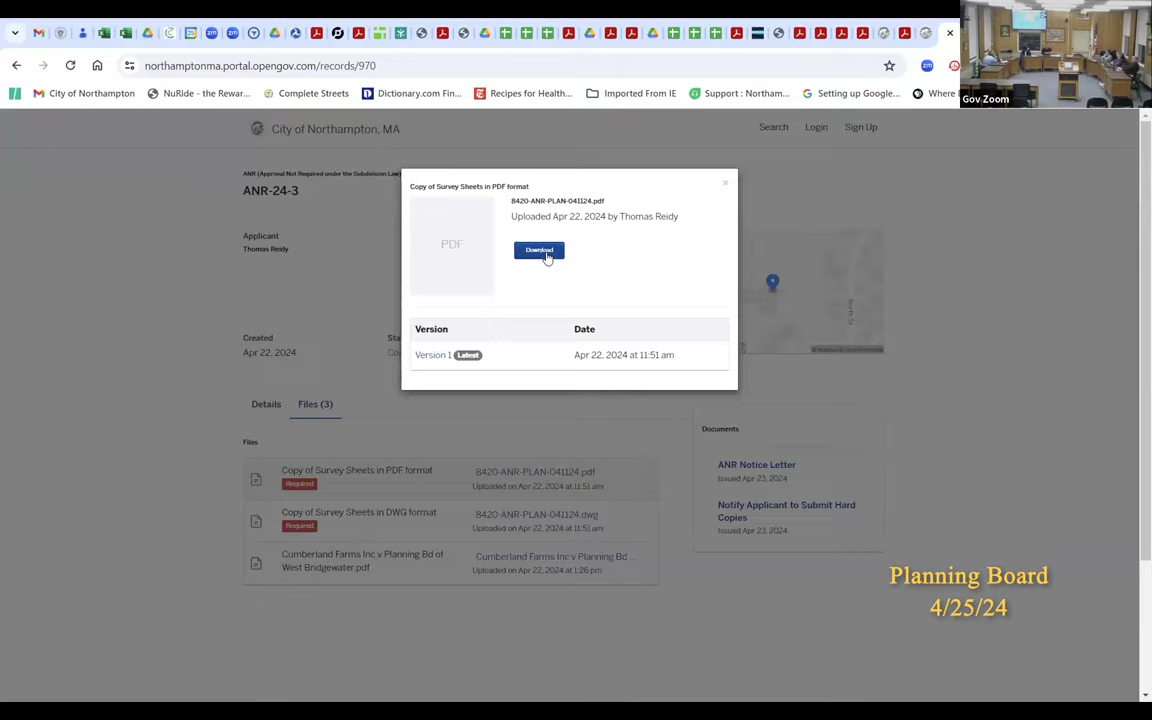 Gov Zoom
northamptonma.portal.opengov.com/records/970
City of Northampton
NuRide - the Rewar...
Complete Streets
Dictionary.com Fin...
Recipes for Health...
Imported From IE
Support : Northam...
Setting up Google...
Where
City of Northampton, MA
Search
Login
Sign Up
ANR (Approval Not Required under the Subdivision Law)
ANR-24-3
Applicant
Thomas Reidy
Created
Apr 22, 2024
Copy of Survey Sheets in PDF format
×
PDF
8420-ANR-PLAN-041124.pdf
Uploaded Apr 22, 2024 by Thomas Reidy
Download
Version Date
Version 1 Latest Apr 22, 2024 at 11:51 am
North St
Details
Files (3)
Files
Copy of Survey Sheets in PDF format
Required
8420-ANR-PLAN-041124.pdf
Uploaded on Apr 22, 2024 at 11:51 am
Copy of Survey Sheets in DWG format
Required
8420-ANR-PLAN-041124.dwg
Uploaded on Apr 22, 2024 at 11:51 am
Cumberland Farms Inc v Planning Bd of
West Bridgewater.pdf
Cumberland Farms Inc v Planning Bd ...
Uploaded on Apr 22, 2024 at 1:26 pm
Documents
ANR Notice Letter
Issued Apr 23, 2024
Notify Applicant to Submit Hard
Copies
Issued Apr 23, 2024
Planning Board
4/25/24